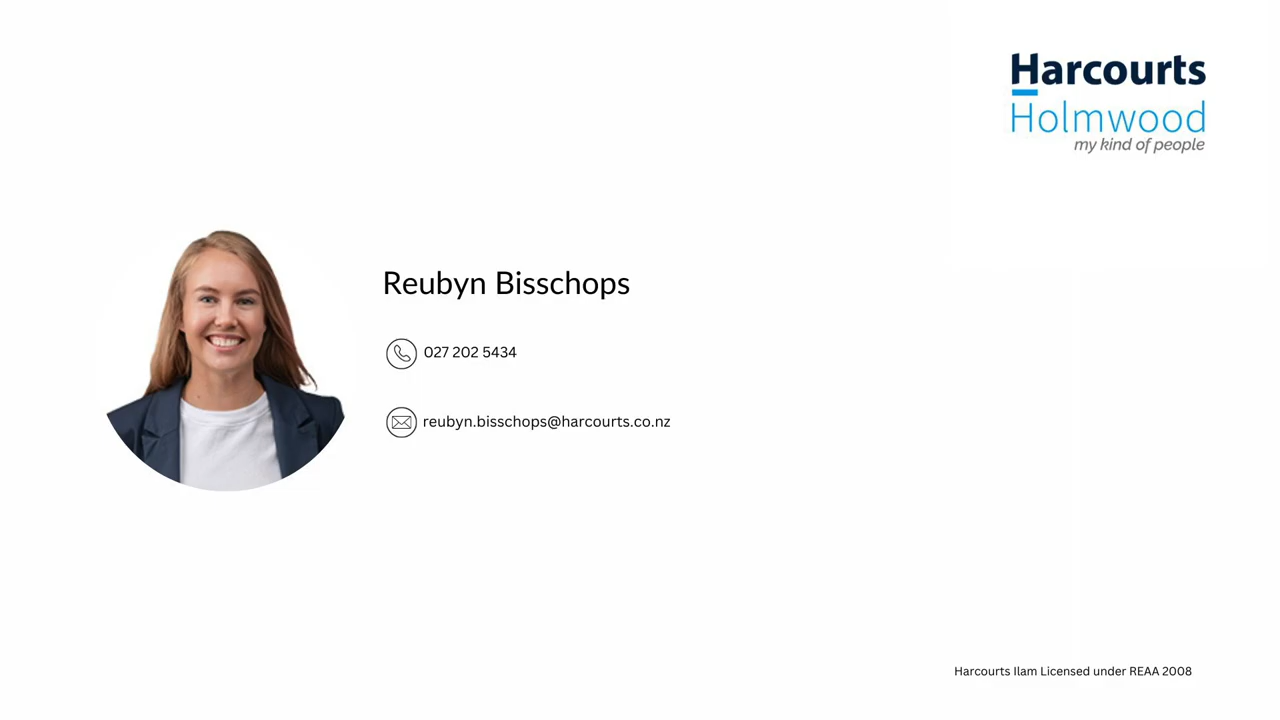 Harcourts
Holmwood
my kind of people
Reubyn Bisschops
027 202 5434
reubyn.bisschops@harcourts.co.nz
Harcourts Ilam Licensed under REAA 2008